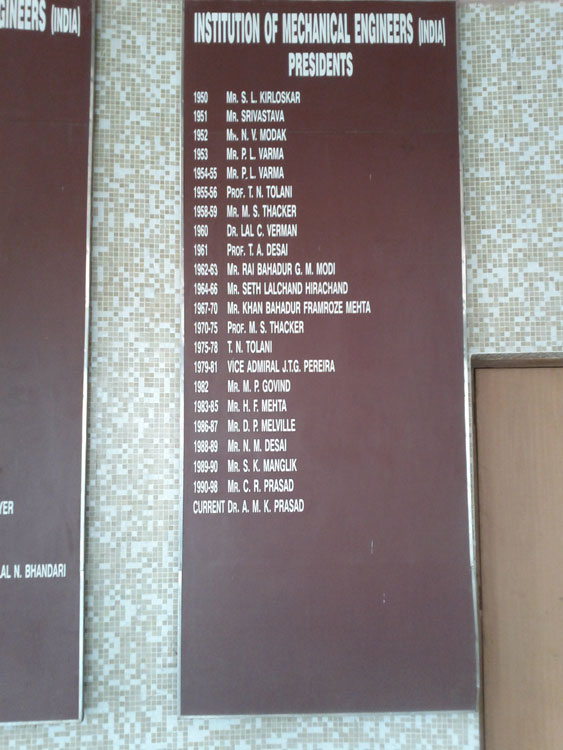 GINEERS (INDIA)
YER
AL N. BHANDARI
INSTITUTION OF MECHANICAL ENGINEERS (INDIA)
PRESIDENTS
1950 MR. S. L. KIRLOSKAR
1951 MR. SRIVASTAVA
1952 MR. N. V. MODAK
1953 MR. P. L. VARMA
1954-55 MR. P. L. VARMA
1955-56 PROF. T. N. TOLANI
1958-59 MR. M. S. THACKER
1960 DR. LAL C. VERMAN
1961 PROF. T. A. DESAI
1962-63 MR. RAI BAHADUR G. M. MODI
1964-66 MR. SETH LALCHAND HIRACHAND
1967-70 MR. KHAN BAHADUR FRAMROZE MEHTA
1970-75 PROF. M. S. THACKER
1975-78 T. N. TOLANI
1979-81 VICE ADMIRAL J.T.G. PEREIRA
1982 MR. M. P. GOVIND
1983-85 MR. H. F. MEHTA
1986-87 MR. D. P. MELVILLE
1988-89 MR. N. M. DESAI
1989-90 MR. S. K. MANGLIK
1990-98 MR. C. R. PRASAD
CURRENT DR. A. M. K. PRASAD